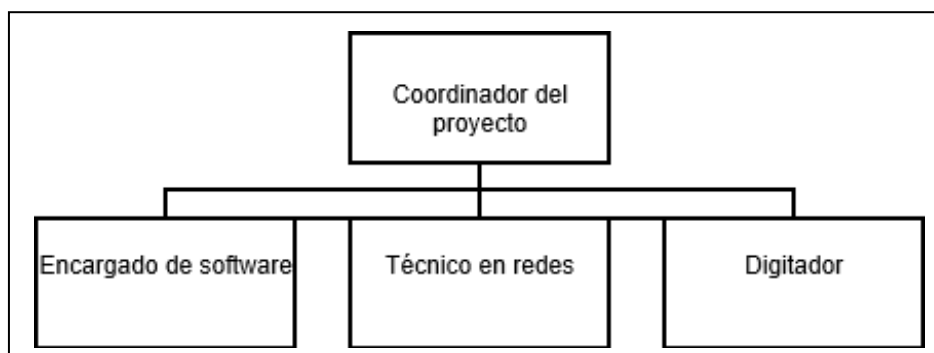 Coordinador del
proyecto
Encargado de software
Técnico en redes
Digitador